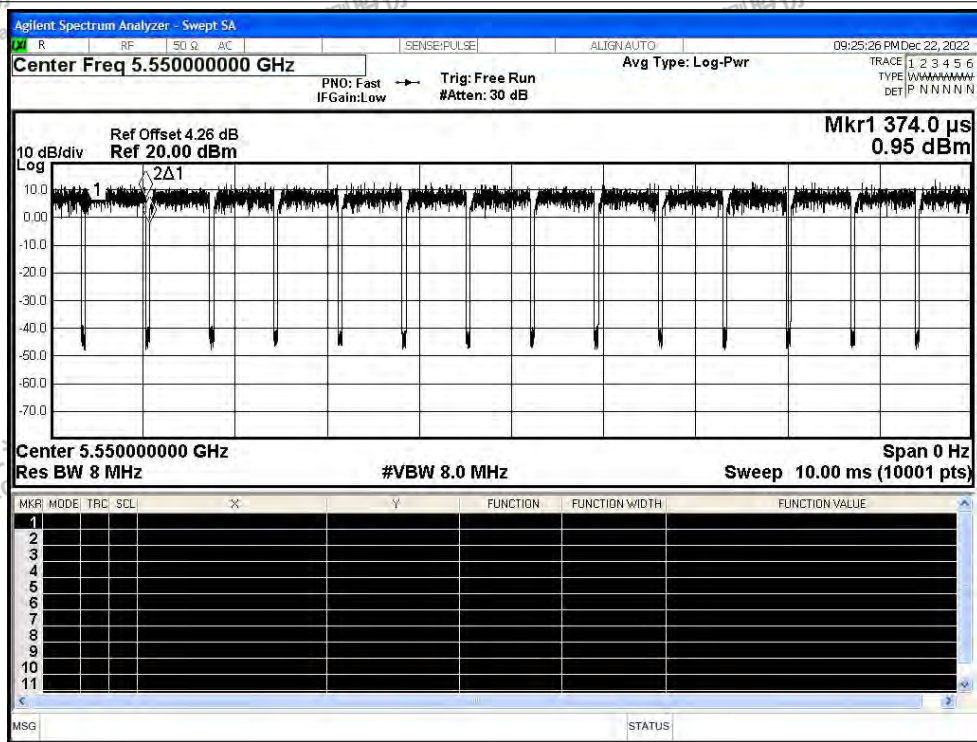 Agilent Spectrum Analyzer - Swept SA
R RF 50 Ω AC SENSE:PULSE ALIGN AUTO 09:25:26 PM Dec 22, 2022
Center Freq 5.550000000 GHz
PNO: Fast
IFGain:Low
Trig: Free Run
#Atten: 30 dB
Avg Type: Log-Pwr
TRACE 1 2 3 4 5 6
TYPE
DET P N N N N N
Ref Offset 4.26 dB
10 dB/div Ref 20.00 dBm
Log
Mkr1 374.0 µs
0.95 dBm
2Δ1
1
10.0
0.00
-10.0
-20.0
-30.0
-40.0
-50.0
-60.0
-70.0
Center 5.550000000 GHz Span 0 Hz
Res BW 8 MHz #VBW 8.0 MHz Sweep 10.00 ms (10001 pts)
MKR MODE TRC SCL X Y FUNCTION FUNCTION WIDTH FUNCTION VALUE
1
2
3
4
5
6
7
8
9
10
11
MSG STATUS